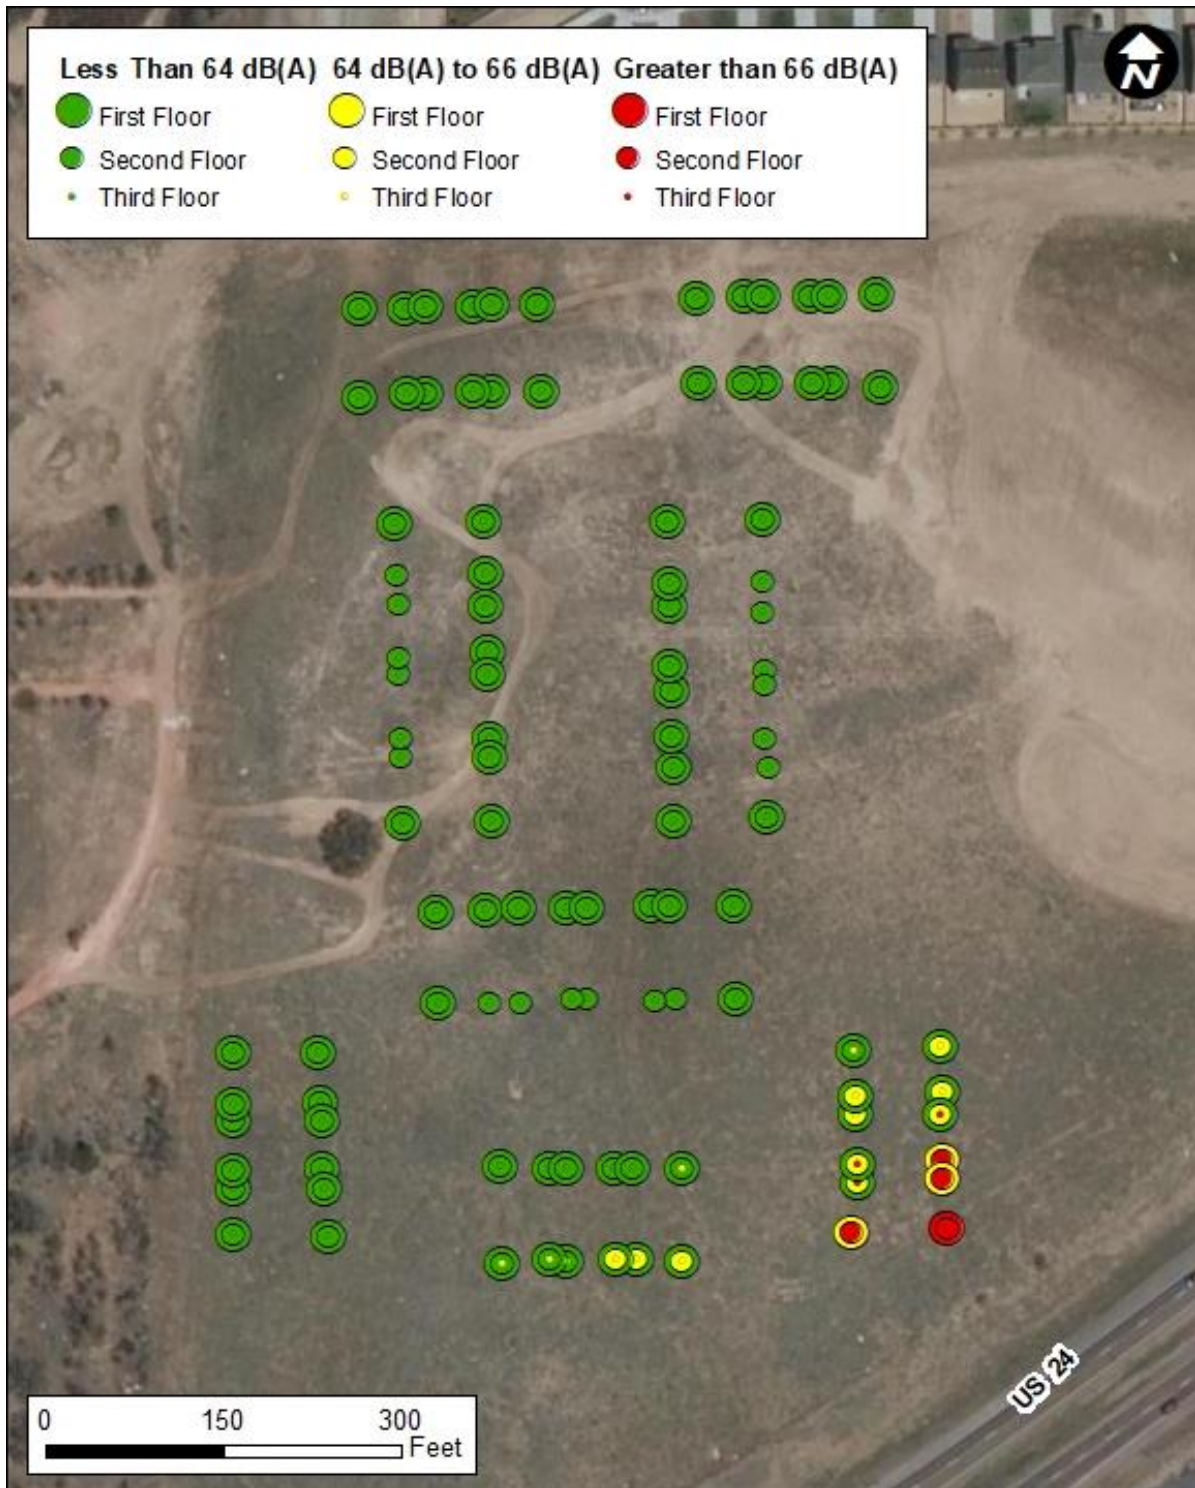 Less Than 64 dB(A) 64 dB(A) to 66 dB(A) Greater than 66 dB(A)
First Floor First Floor First Floor
Second Floor Second Floor Second Floor
Third Floor Third Floor Third Floor
N
US 24
0 150 300
Feet